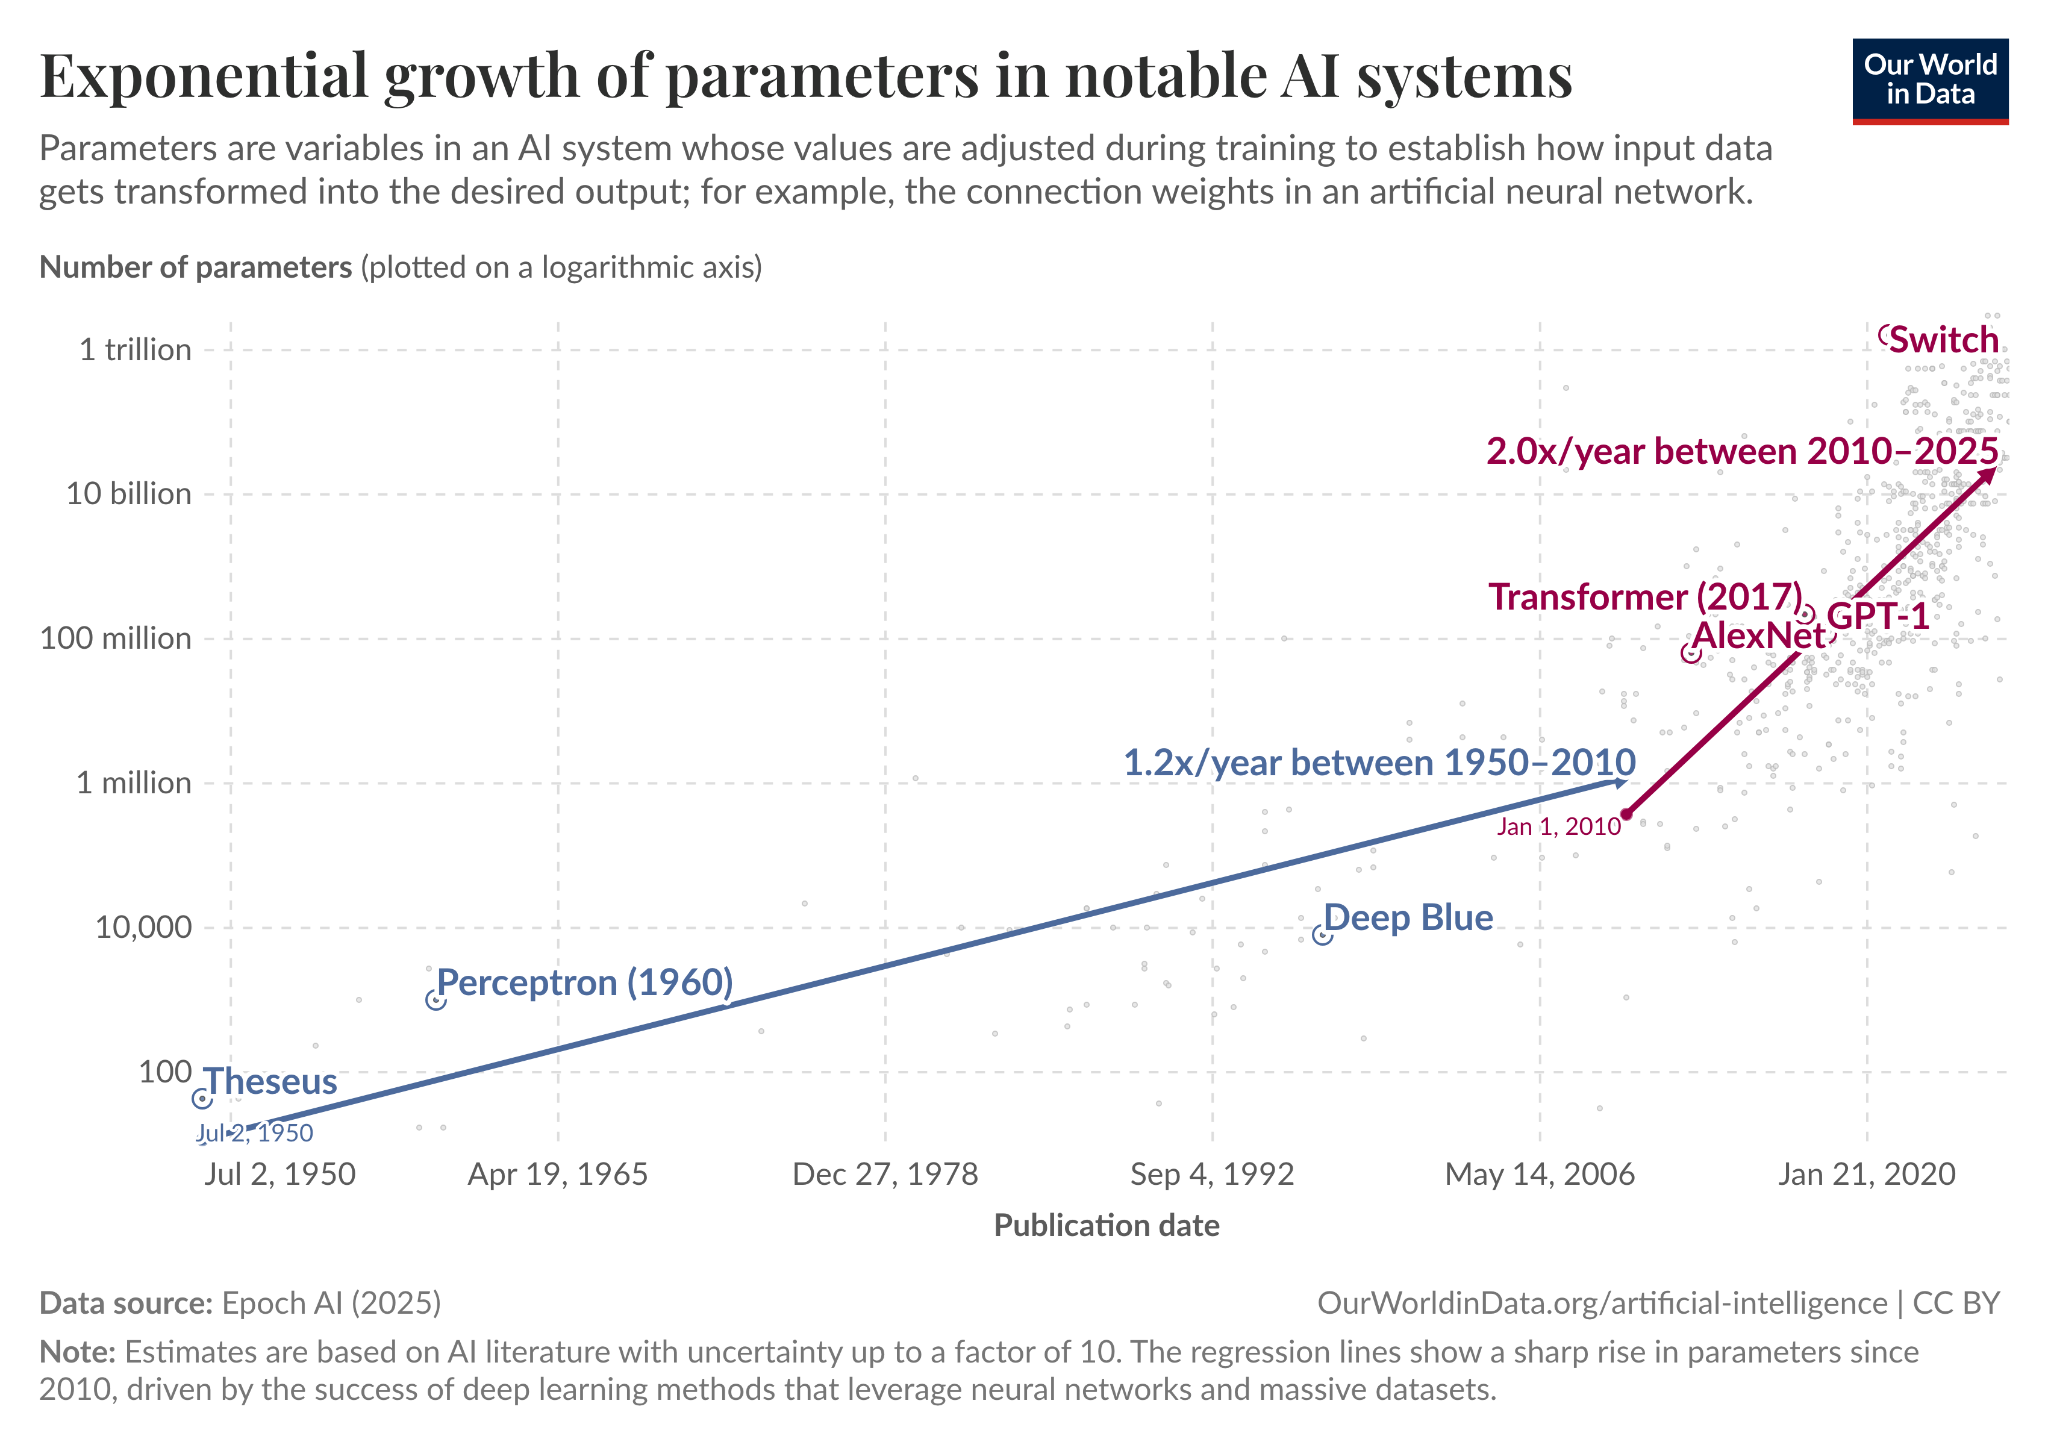 Exponential growth of parameters in notable AI systems
Our World
in Data
Parameters are variables in an AI system whose values are adjusted during training to establish how input data
gets transformed into the desired output; for example, the connection weights in an artificial neural network.
Number of parameters (plotted on a logarithmic axis)
1 trillion
Switch
2.0x/year between 2010–2025
10 billion
Transformer (2017)
GPT-1
100 million
AlexNet
1.2x/year between 1950–2010
1 million
Jan 1, 2010
10,000
Deep Blue
Perceptron (1960)
100
Theseus
Jul 2, 1950
Jul 2, 1950
Apr 19, 1965
Dec 27, 1978
Sep 4, 1992
May 14, 2006
Jan 21, 2020
Publication date
Data source: Epoch AI (2025)
OurWorldinData.org/artificial-intelligence | CC BY
Note: Estimates are based on AI literature with uncertainty up to a factor of 10. The regression lines show a sharp rise in parameters since
2010, driven by the success of deep learning methods that leverage neural networks and massive datasets.